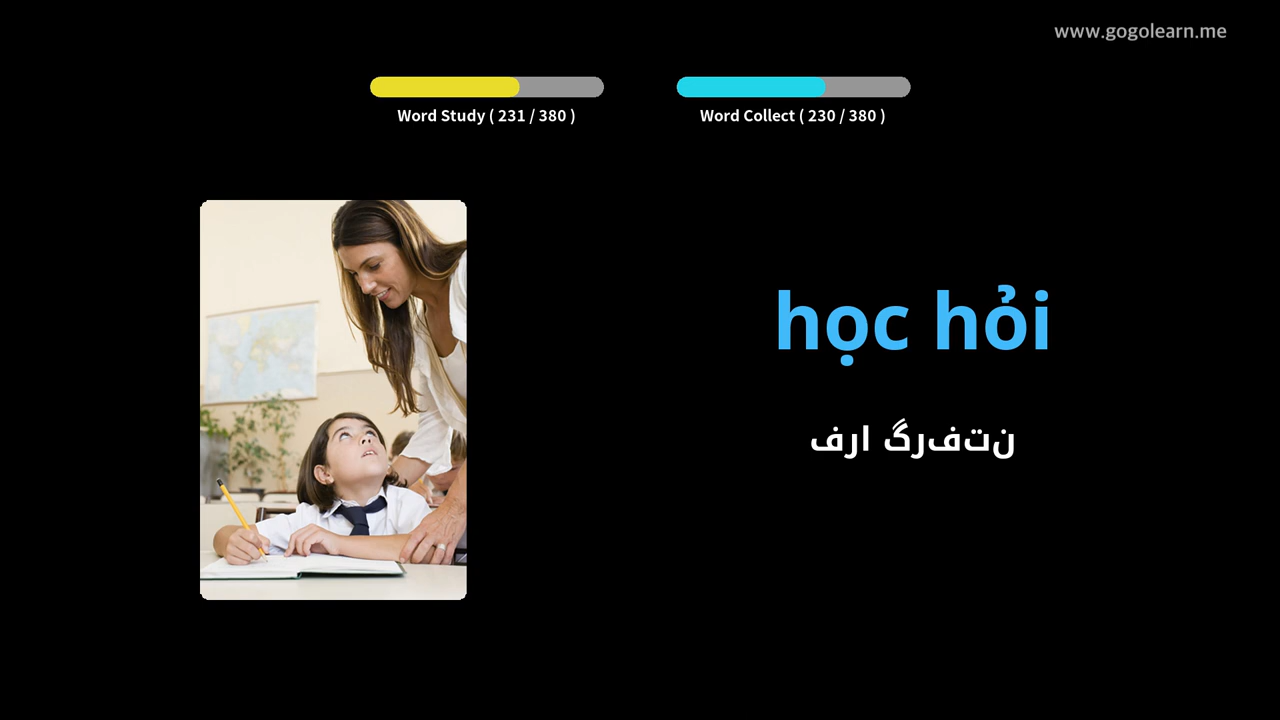 www.gogolearn.me
Word Study ( 231 / 380 )
Word Collect ( 230 / 380 )
học hỏi
فرا گرفتن